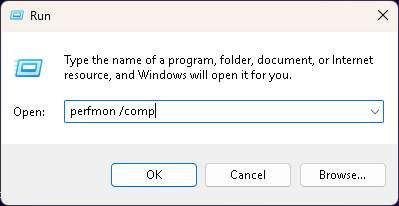 Run
Type the name of a program, folder, document, or Internet
resource, and Windows will open it for you.
Open: perfmon /comp
OK Cancel Browse...